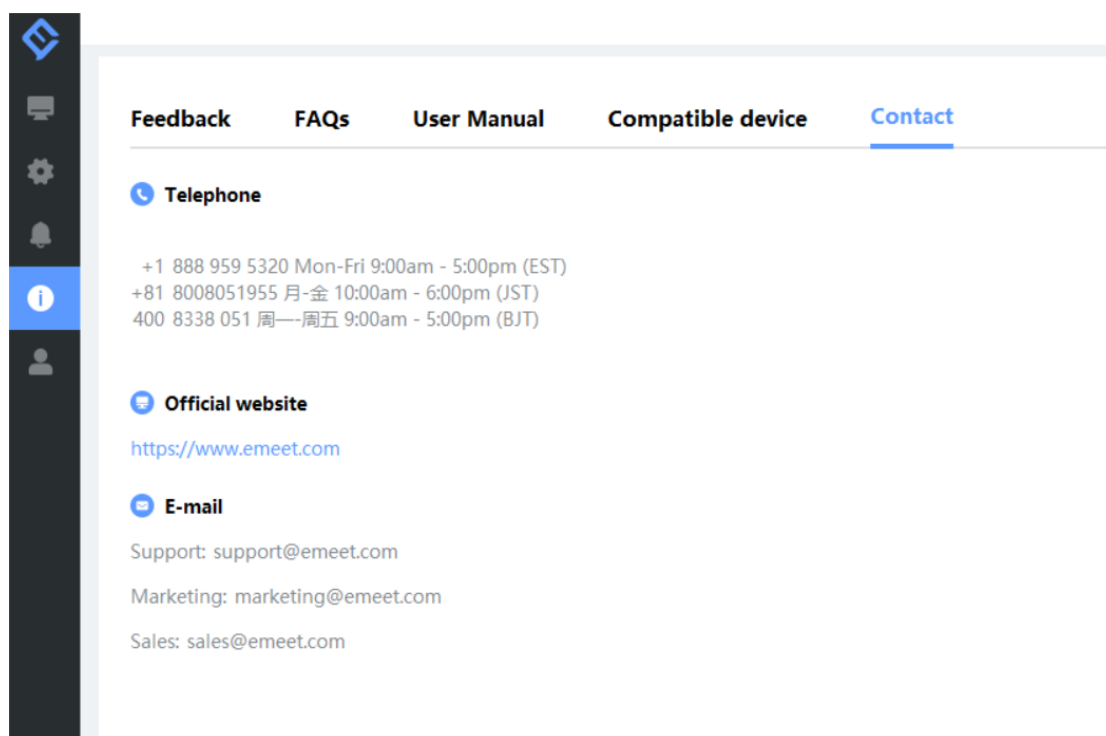 Feedback FAQs User Manual Compatible device Contact
Telephone
+1 888 959 5320 Mon-Fri 9:00am - 5:00pm (EST)
+81 8008051955 月-金 10:00am - 6:00pm (JST)
400 8338 051 周一-周五 9:00am - 5:00pm (BJT)
Official website
https://www.emeet.com
E-mail
Support: support@emeet.com
Marketing: marketing@emeet.com
Sales: sales@emeet.com